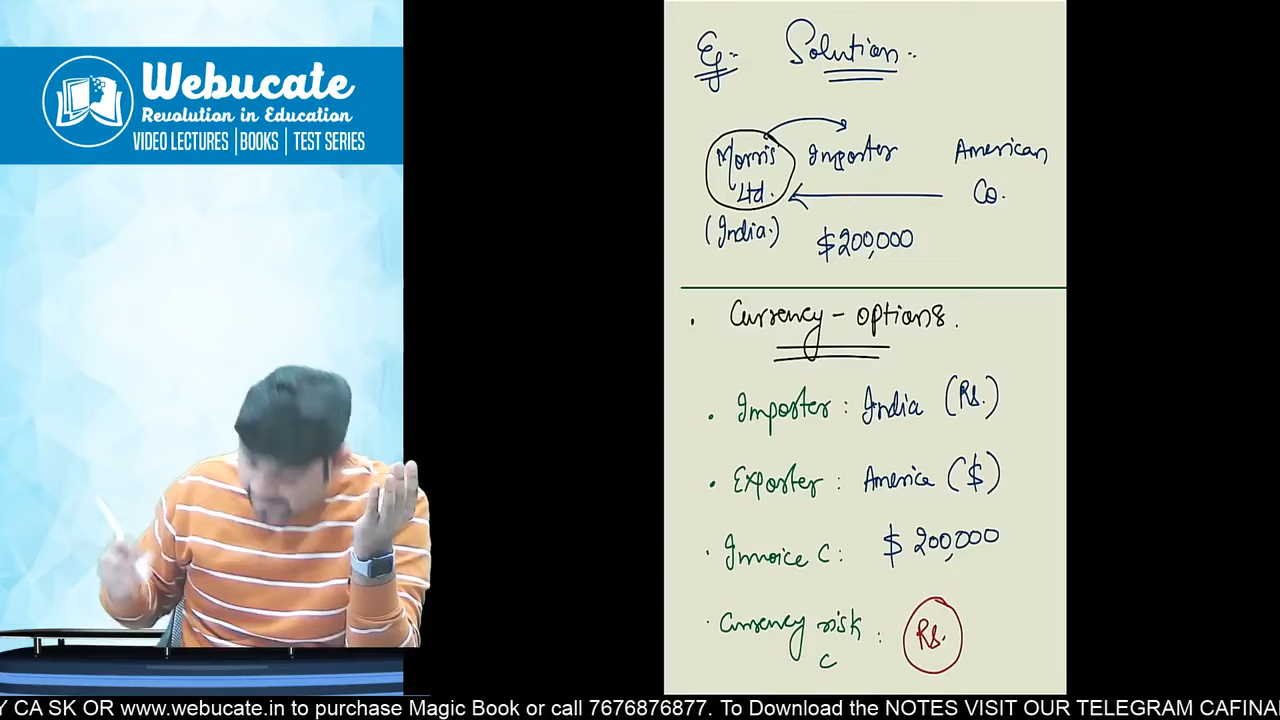 Webucate
Revolution in Education
VIDEO LECTURES | BOOKS | TEST SERIES
Eg:- Solution:-
Morris Importer American
Ltd. Co.
(India) $200,000
Currency - options.
Importer : India (Rs.)
Exporter : America ($)
Invoice C : $ 200,000
Currency risk : Rs.
C
Y CA SK OR www.webucate.in to purchase Magic Book or call 7676876877. To Download the NOTES VISIT OUR TELEGRAM CAFINA